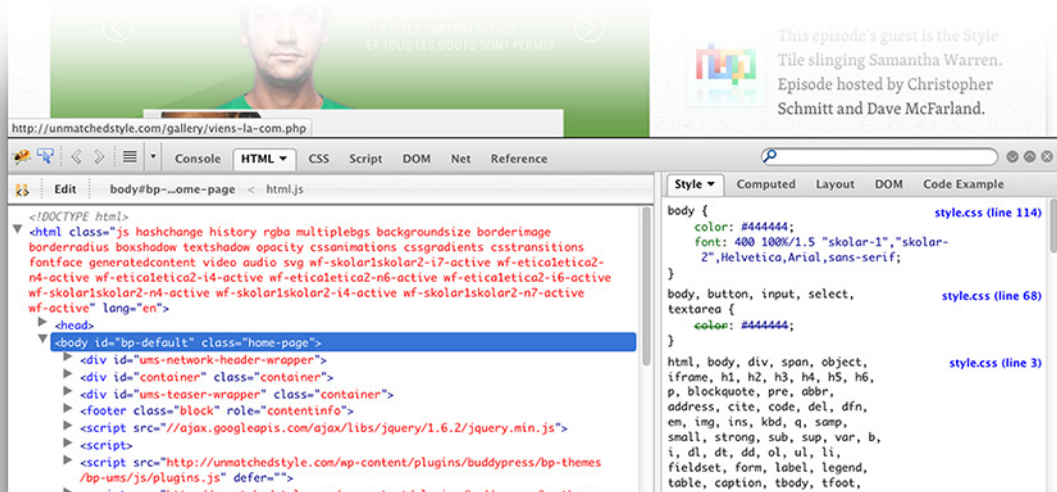 LES IDÉES SORTENT DU LOT
ET TOUS LES GOÛTS SONT PERMIS
This episode's guest is the Style
Tile slinging Samantha Warren.
Episode hosted by Christopher
Schmitt and Dave McFarland.
http://unmatchedstyle.com/gallery/viens-la-com.php
Console HTML CSS Script DOM Net Reference
Edit body#bp-...ome-page < html.js
<!DOCTYPE html>
<html class="js hashchange history rgba multiplebgs backgroundsize borderimage
borderradius boxshadow textshadow opacity cssanimations cssgradients csstransitions
fontface generatedcontent video audio svg wf-skolar1skolar2-i7-active wf-etica1etica2-
n4-active wf-etica1etica2-i4-active wf-etica1etica2-n6-active wf-etica1etica2-i6-active
wf-skolar1skolar2-n4-active wf-skolar1skolar2-i4-active wf-skolar1skolar2-n7-active
wf-active" lang="en">
<head>
<body id="bp-default" class="home-page">
<div id="ums-network-header-wrapper">
<div id="container" class="container">
<div id="ums-teaser-wrapper" class="container">
<footer class="block" role="contentinfo">
<script src="//ajax.googleapis.com/ajax/libs/jquery/1.6.2/jquery.min.js">
<script>
<script src="http://unmatchedstyle.com/wp-content/plugins/buddypress/bp-themes
/bp-ums/js/plugins.js" defer="">
Style Computed Layout DOM Code Example
body { style.css (line 114)
color: #444444;
font: 400 100%/1.5 "skolar-1","skolar-
2",Helvetica,Arial,sans-serif;
}
body, button, input, select, style.css (line 68)
textarea {
color: #444444;
}
html, body, div, span, object, style.css (line 3)
iframe, h1, h2, h3, h4, h5, h6,
p, blockquote, pre, abbr,
address, cite, code, del, dfn,
em, img, ins, kbd, q, samp,
small, strong, sub, sup, var, b,
i, dl, dt, dd, ol, ul, li,
fieldset, form, label, legend,
table, caption, tbody, tfoot,